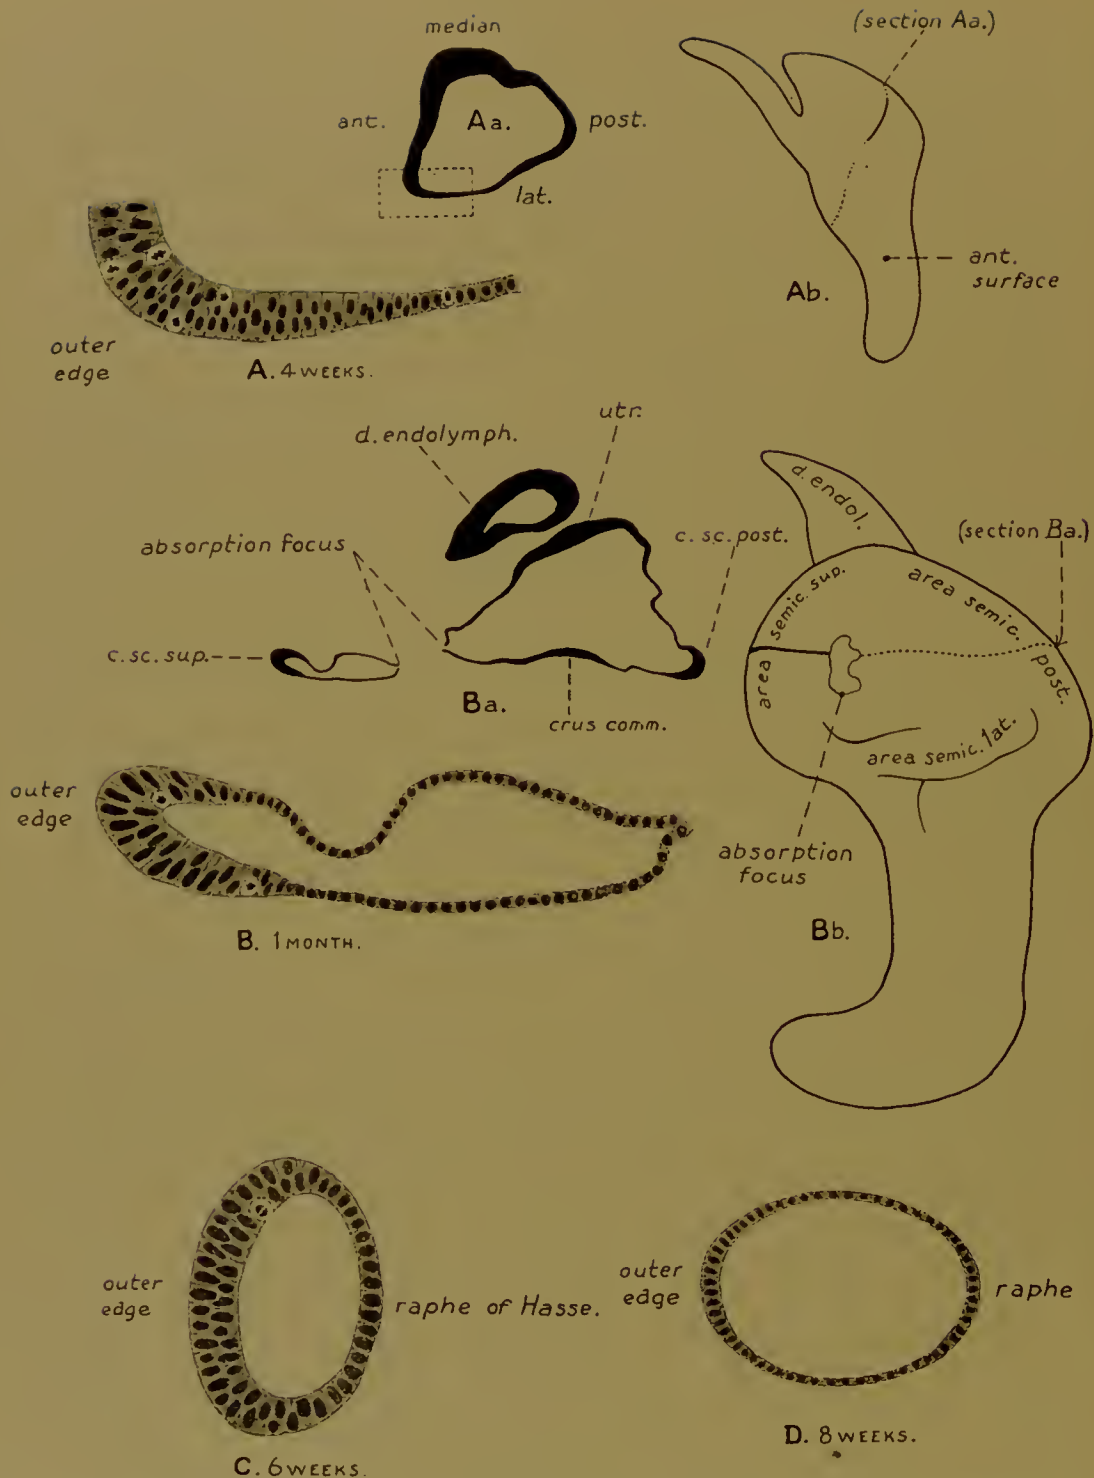 median
(section Aa.)
ant.
Aa.
post.
lat.
ant.
surface
Ab.
outer
edge
A. 4 WEEKS.
utr.
d. endolymph.
absorption focus
c. sc. post.
c. sc. sup.
Ba.
crus comm.
d. endol.
(section Ba.)
area semic. sup.
area semic. post.
area semic. lat.
absorption
focus
Bb.
outer
edge
B. 1 MONTH.
outer
edge
raphe of Hasse.
C. 6 WEEKS.
outer
edge
raphe
D. 8 WEEKS.